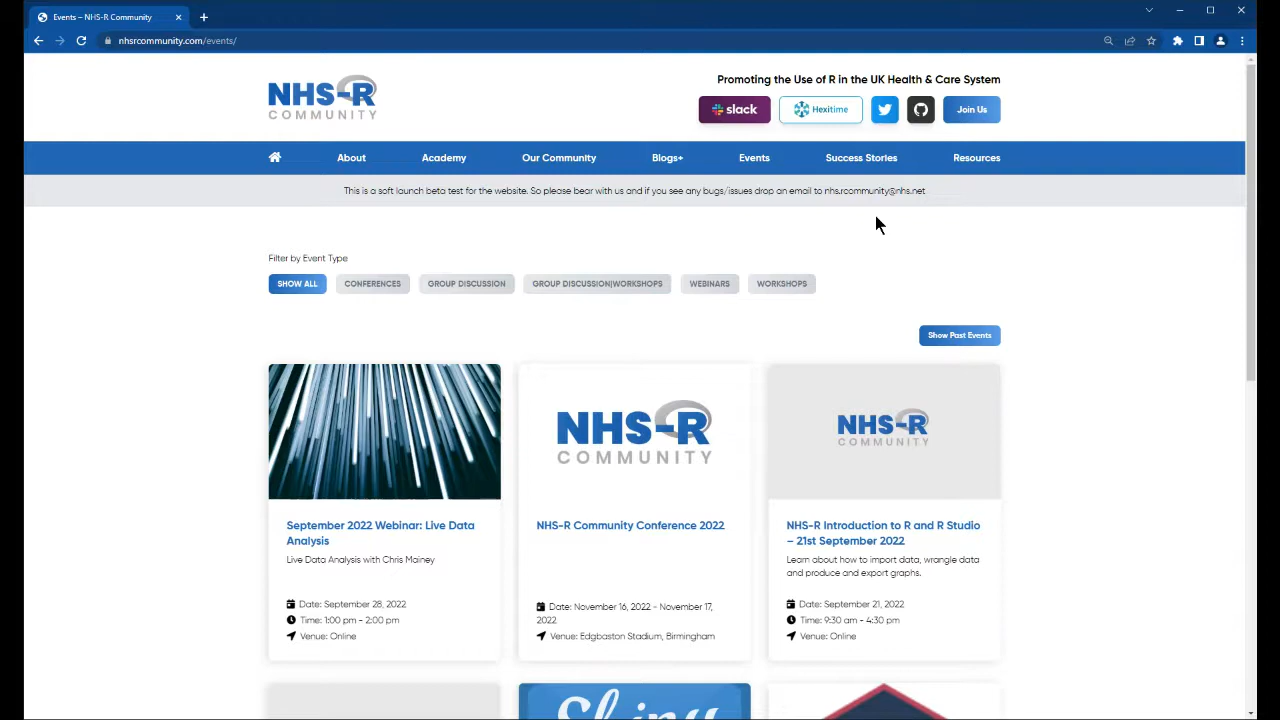 Events – NHS-R Community
nhsrcommunity.com/events/
NHS-R
COMMUNITY
Promoting the Use of R in the UK Health & Care System
slack
Hexitime
Join Us
About
Academy
Our Community
Blogs+
Events
Success Stories
Resources
This is a soft launch beta test for the website. So please bear with us and if you see any bugs/issues drop an email to nhs.rcommunity@nhs.net
Filter by Event Type
SHOW ALL
CONFERENCES
GROUP DISCUSSION
GROUP DISCUSSION|WORKSHOPS
WEBINARS
WORKSHOPS
Show Past Events
September 2022 Webinar: Live Data
Analysis
Live Data Analysis with Chris Mainey
Date: September 28, 2022
Time: 1:00 pm - 2:00 pm
Venue: Online
NHS-R
COMMUNITY
NHS-R Community Conference 2022
Date: November 16, 2022 - November 17,
2022
Venue: Edgbaston Stadium, Birmingham
NHS-R
COMMUNITY
NHS-R Introduction to R and R Studio
– 21st September 2022
Learn about how to import data, wrangle data
and produce and export graphs.
Date: September 21, 2022
Time: 9:30 am - 4:30 pm
Venue: Online
Shiny